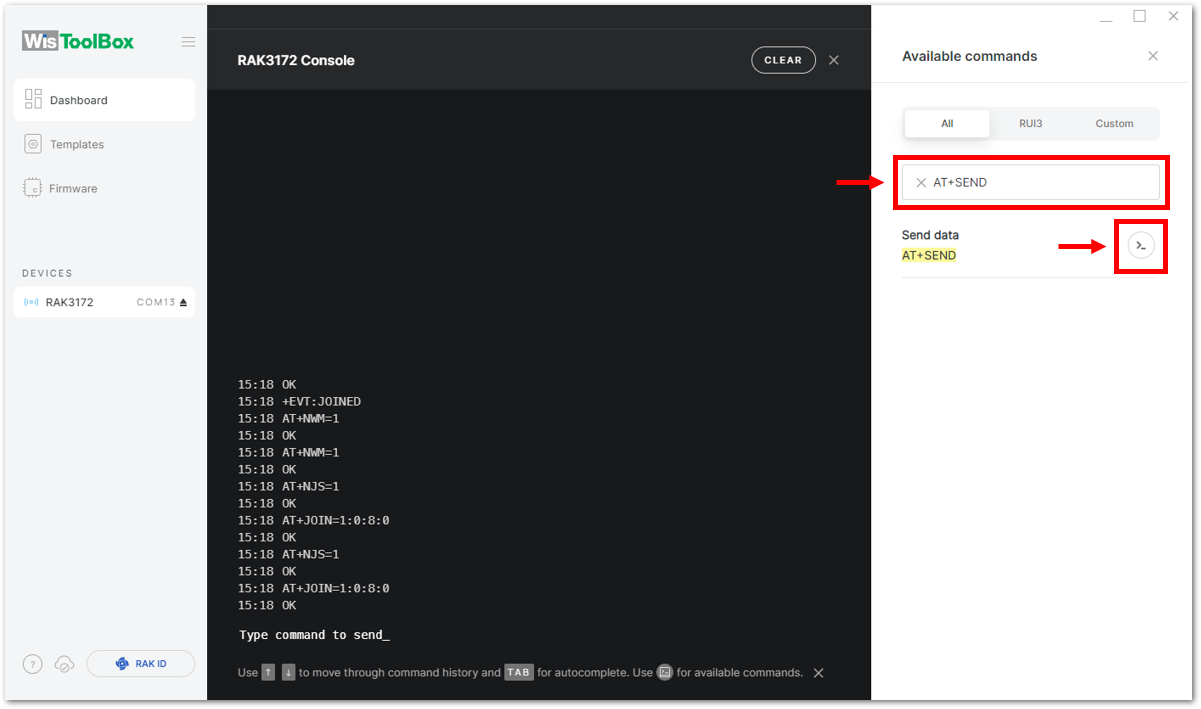 WisToolBox
Dashboard
Templates
Firmware
DEVICES
RAK3172 COM13
RAK ID
RAK3172 Console
CLEAR
15:18 OK
15:18 +EVT:JOINED
15:18 AT+NWM=1
15:18 OK
15:18 AT+NWM=1
15:18 OK
15:18 AT+NJS=1
15:18 OK
15:18 AT+JOIN=1:0:8:0
15:18 OK
15:18 AT+NJS=1
15:18 OK
15:18 AT+JOIN=1:0:8:0
15:18 OK
Type command to send_
Use ↑ ↓ to move through command history and TAB for autocomplete. Use for available commands.
Available commands
All RUI3 Custom
AT+SEND
Send data
AT+SEND